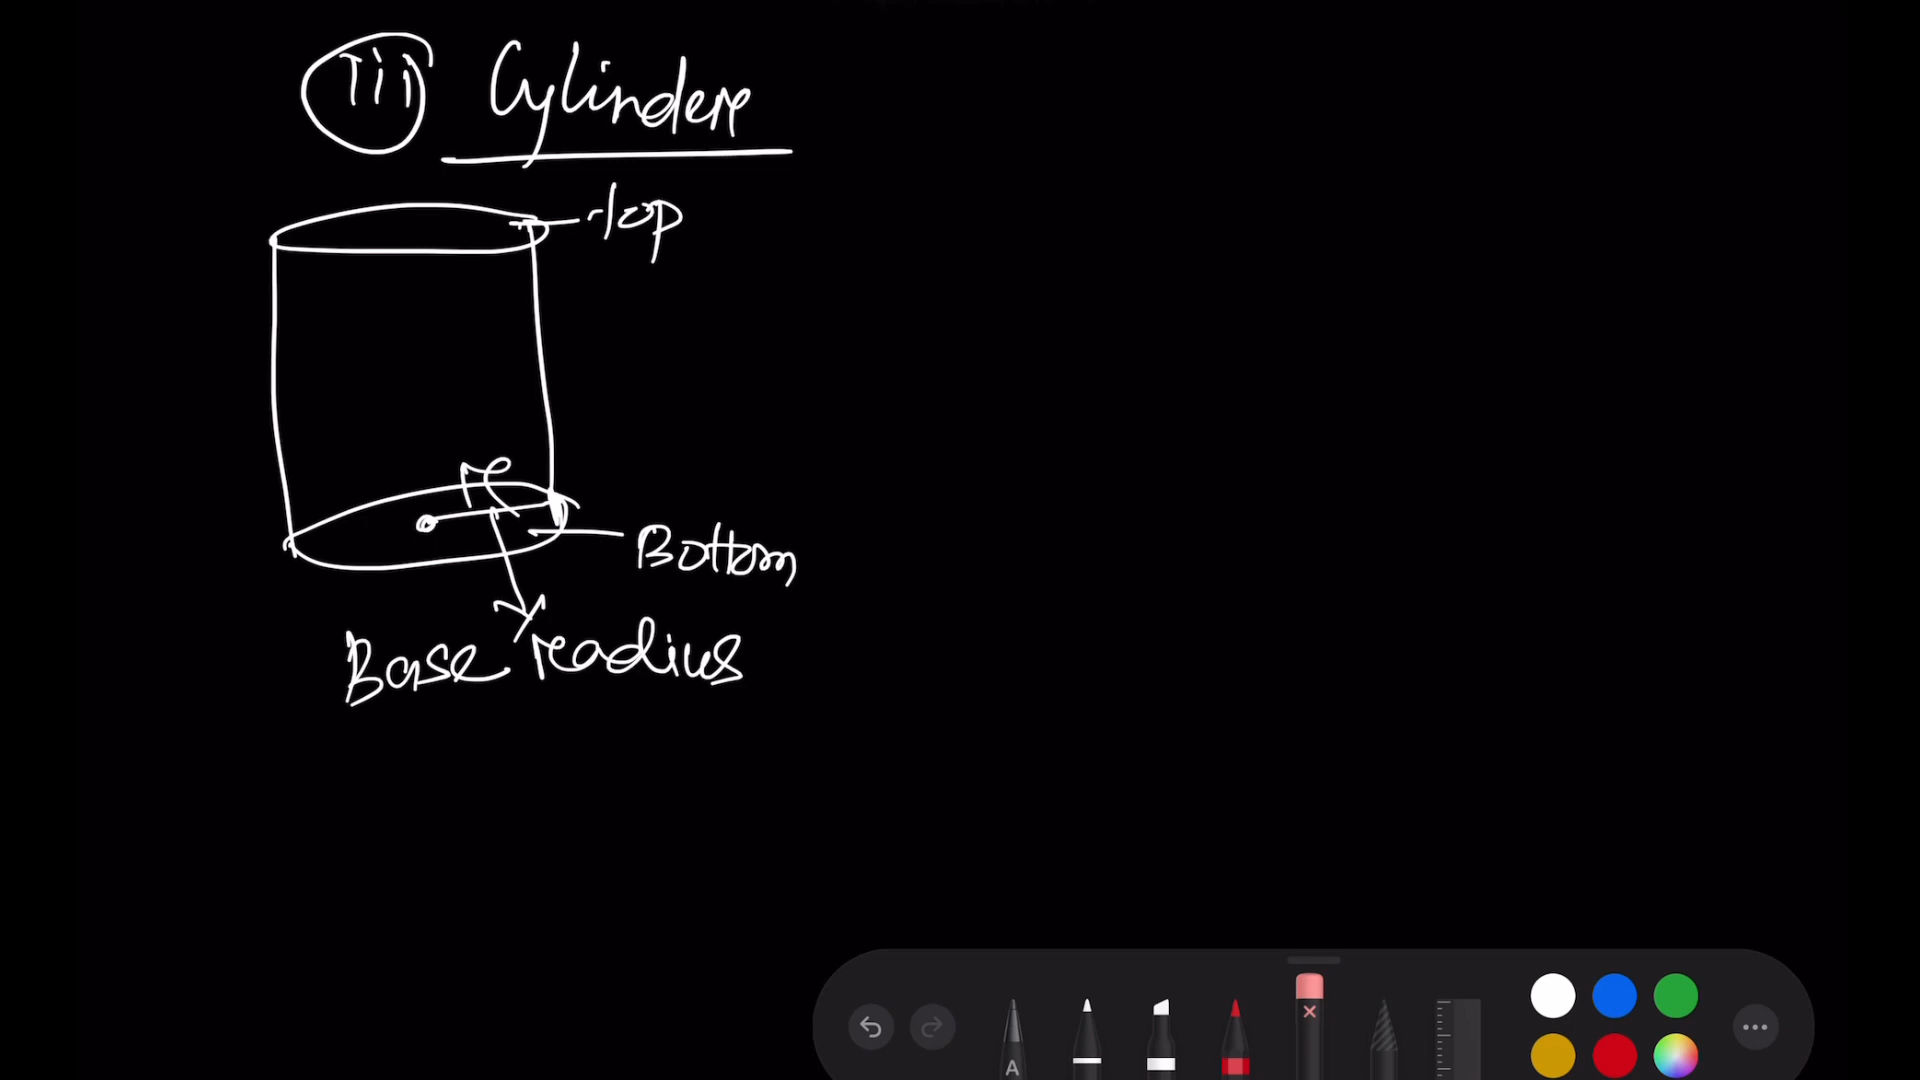 iii Cylinder
top
r
Bottom
Base radius
A